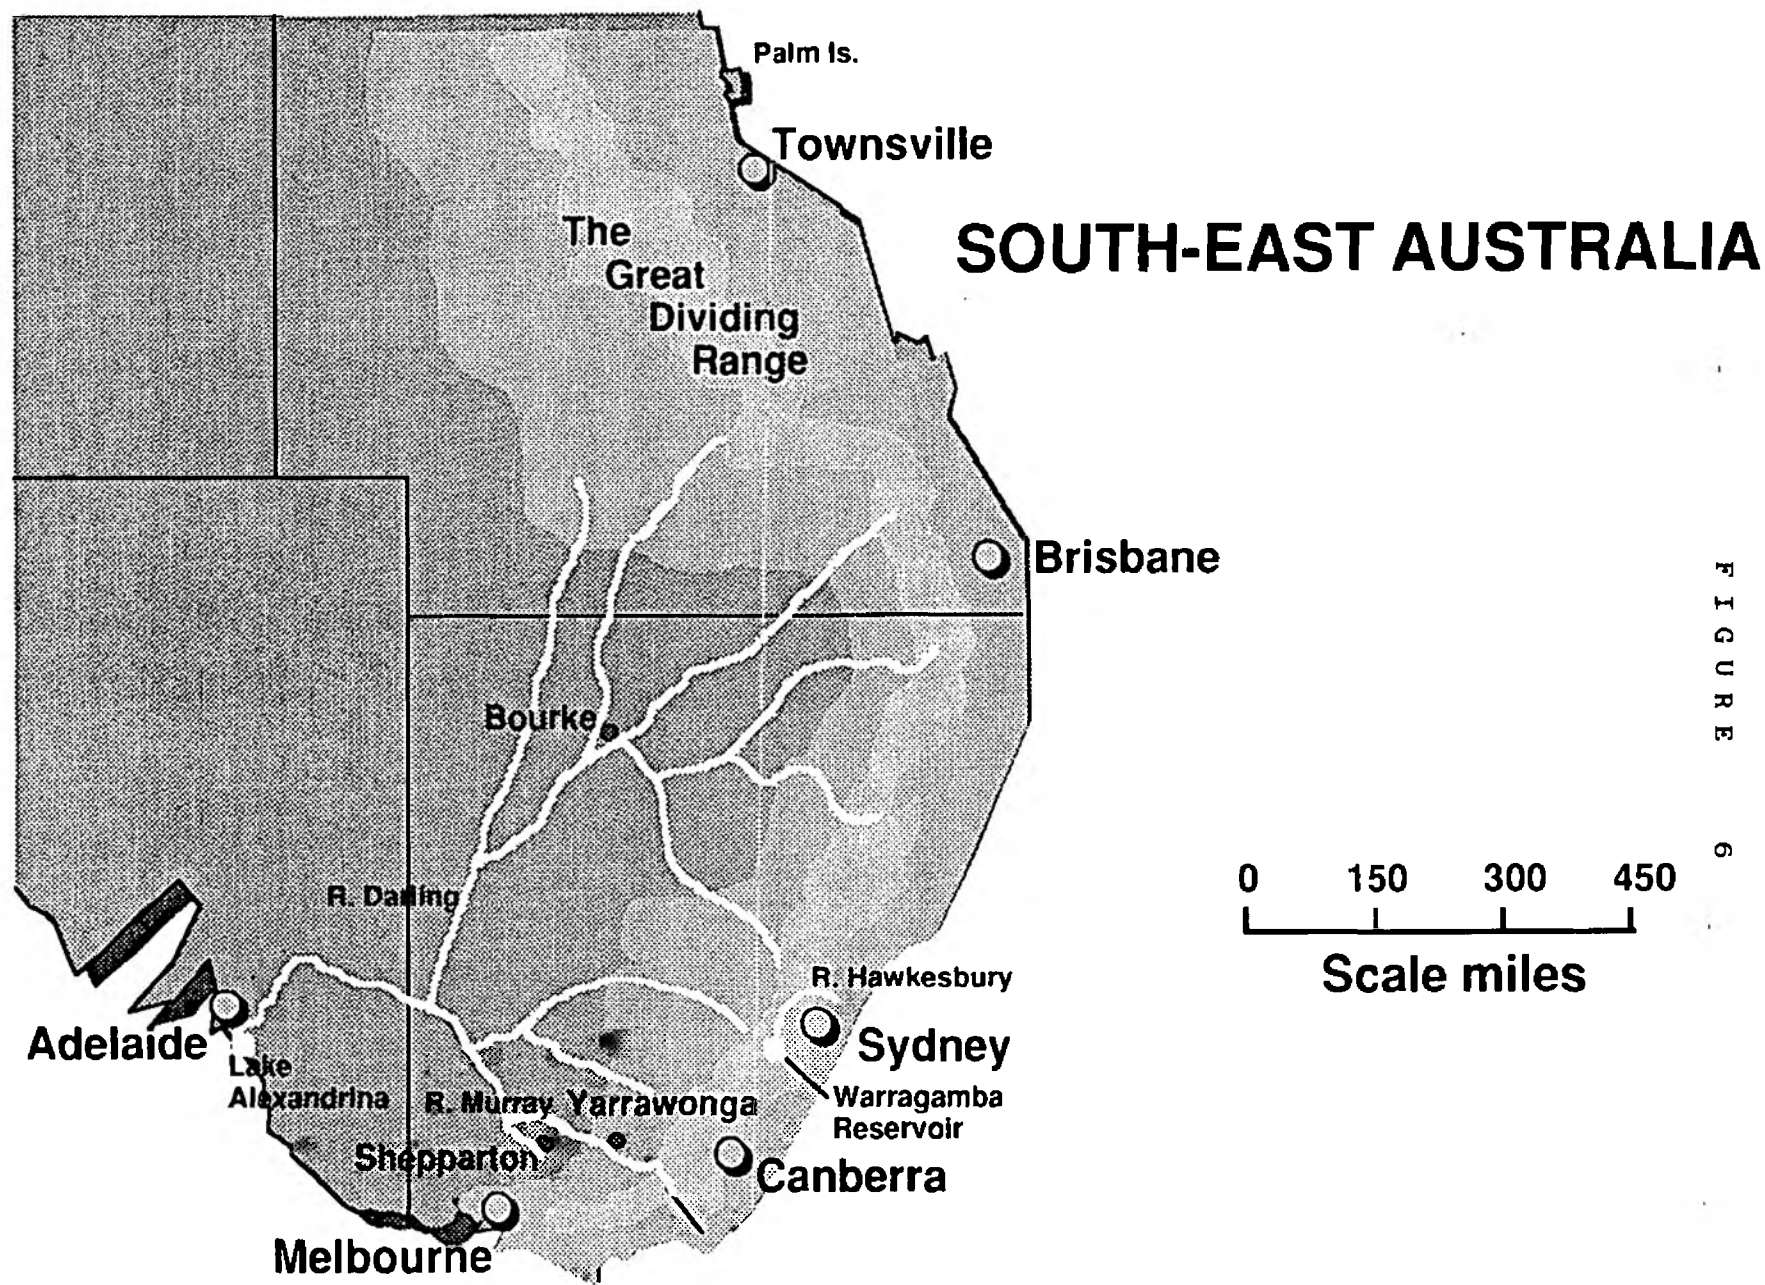 Palm Is.
Townsville
The
Great
Dividing
Range
SOUTH-EAST AUSTRALIA
Brisbane
FIGURE 6
Bourke
R. Darling
0 150 300 450
Scale miles
R. Hawkesbury
Sydney
Adelaide
Lake
Alexandrina
R. Murray
Yarrawonga
Warragamba
Reservoir
Shepparton
Canberra
Melbourne